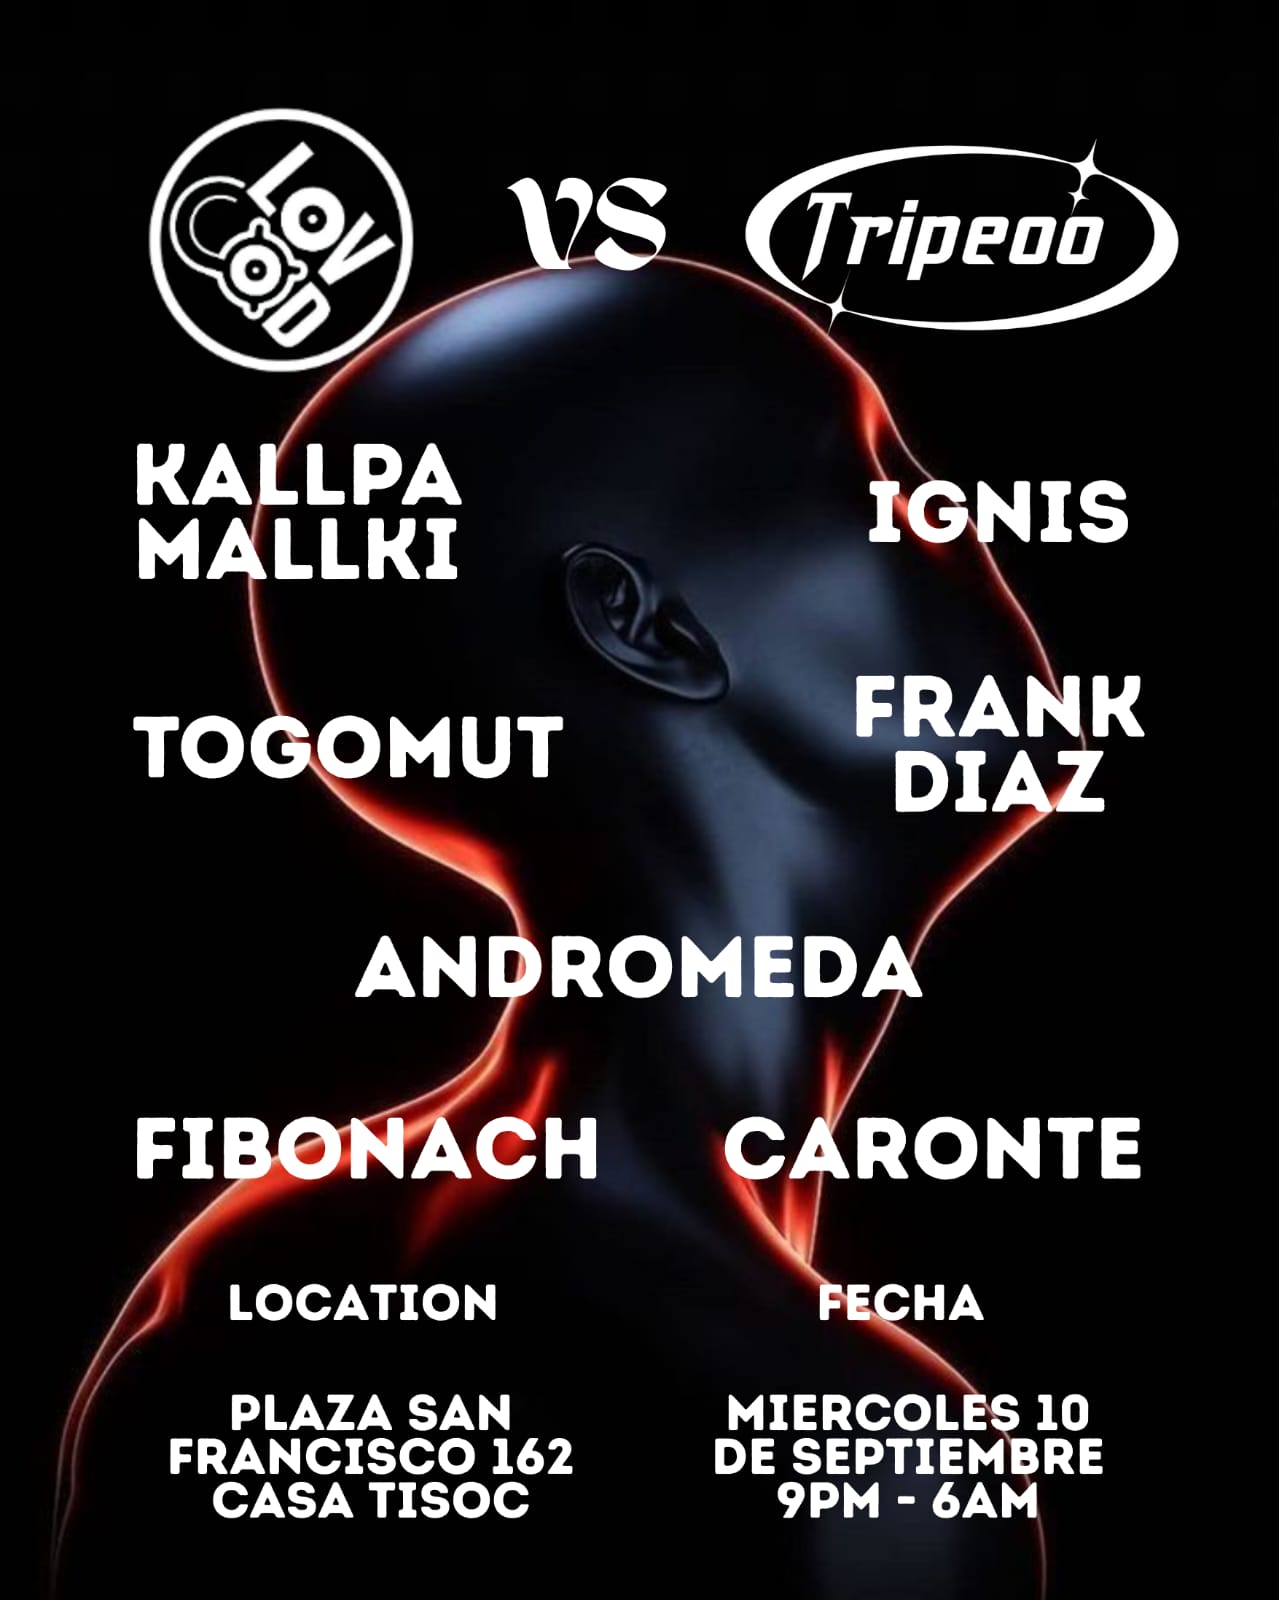 LOV
GOOD
VS
Tripeoo
KALLPA
MALLKI
IGNIS
TOGOMUT
FRANK
DIAZ
ANDROMEDA
FIBONACH
CARONTE
LOCATION
FECHA
PLAZA SAN
FRANCISCO 162
CASA TISOC
MIERCOLES 10
DE SEPTIEMBRE
9PM - 6AM